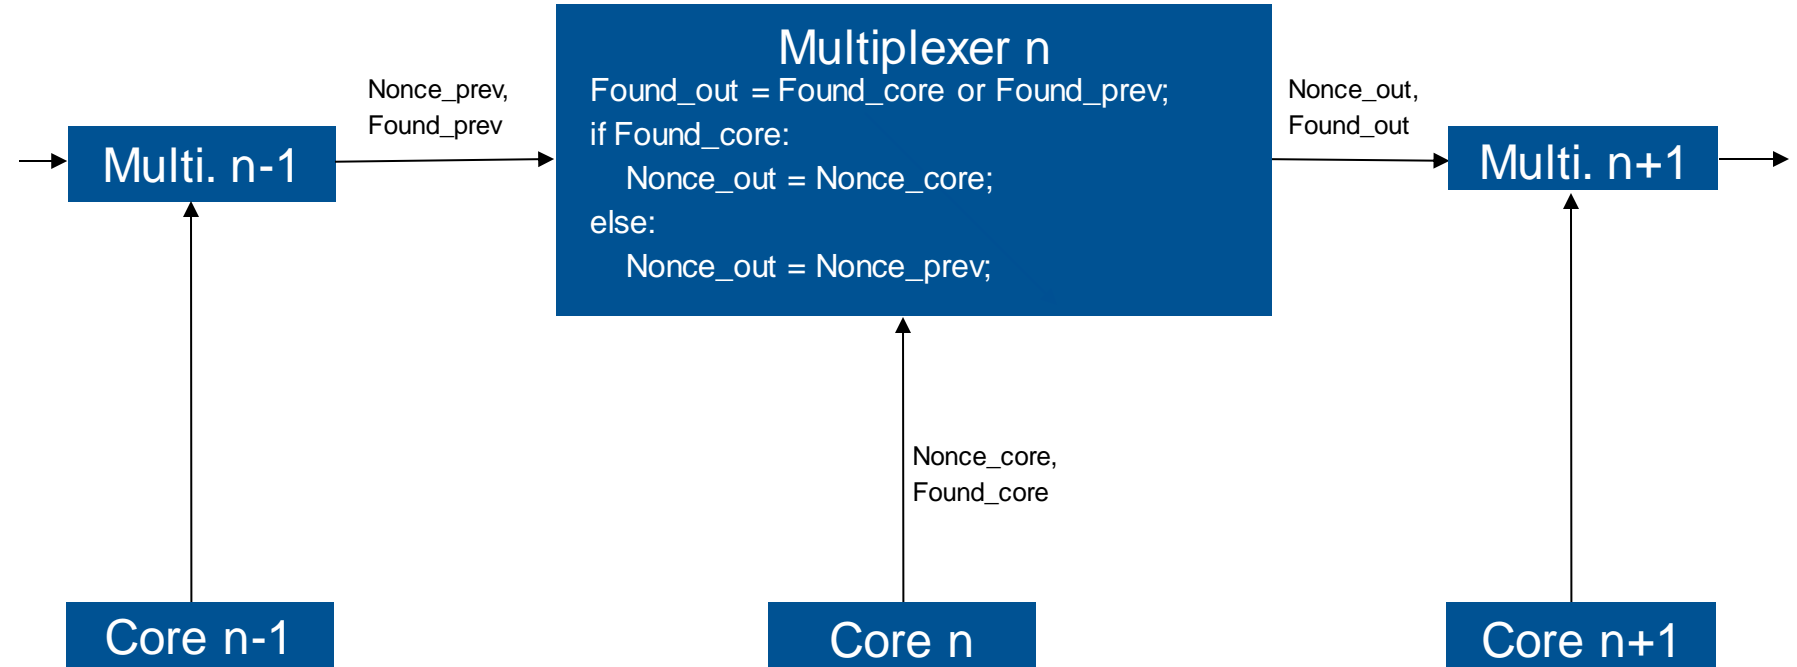 Multiplexer n
Found_out = Found_core or Found_prev;
if Found_core:
Nonce_out = Nonce_core;
else:
Nonce_out = Nonce_prev;
Nonce_prev,
Found_prev
Nonce_out,
Found_out
Multi. n-1
Multi. n+1
Nonce_core,
Found_core
Core n-1
Core n
Core n+1